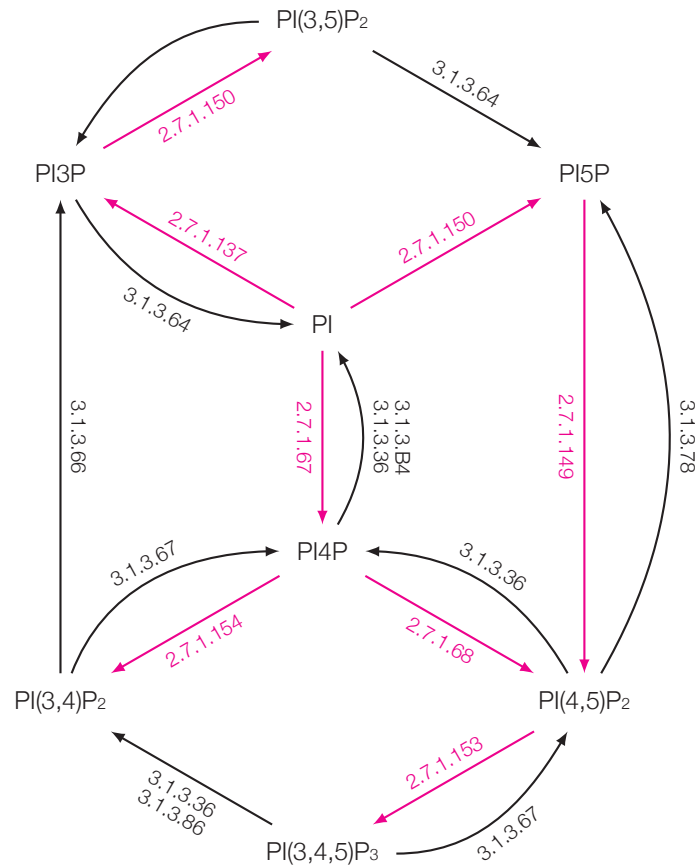 PI(3,5)P₂
3.1.3.64
2.7.1.150
PI3P
PI5P
2.7.1.137
2.7.1.150
3.1.3.64
PI
3.1.3.66
2.7.1.67
3.1.3.B4
3.1.3.36
2.7.1.149
3.1.3.78
PI4P
3.1.3.67
3.1.3.36
2.7.1.154
2.7.1.68
PI(3,4)P₂
PI(4,5)P₂
2.7.1.153
3.1.3.36
3.1.3.86
3.1.3.67
PI(3,4,5)P₃